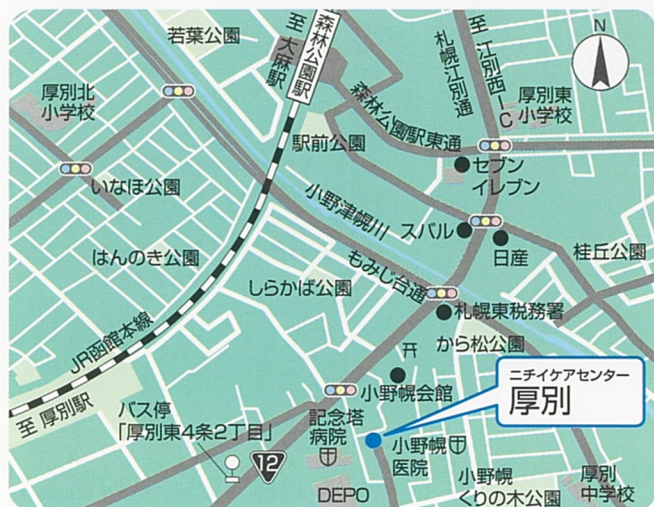 若葉公園
至 大麻駅
森林公園駅
札幌江別通
至 江別西IC
N
厚別北
小学校
森林公園駅東通
厚別東
小学校
駅前公園
セブン
イレブン
いなほ公園
小野津幌川
スバル
日産
桂丘公園
はんのき公園
もみじ台通
しらかば公園
札幌東税務署
JR函館本線
から松公園
小野幌会館
ニチイケアセンター
厚別
至 厚別駅
バス停
「厚別東4条2丁目」
記念塔
病院
小野幌
医院
12
DEPO
小野幌
くりの木公園
厚別
中学校